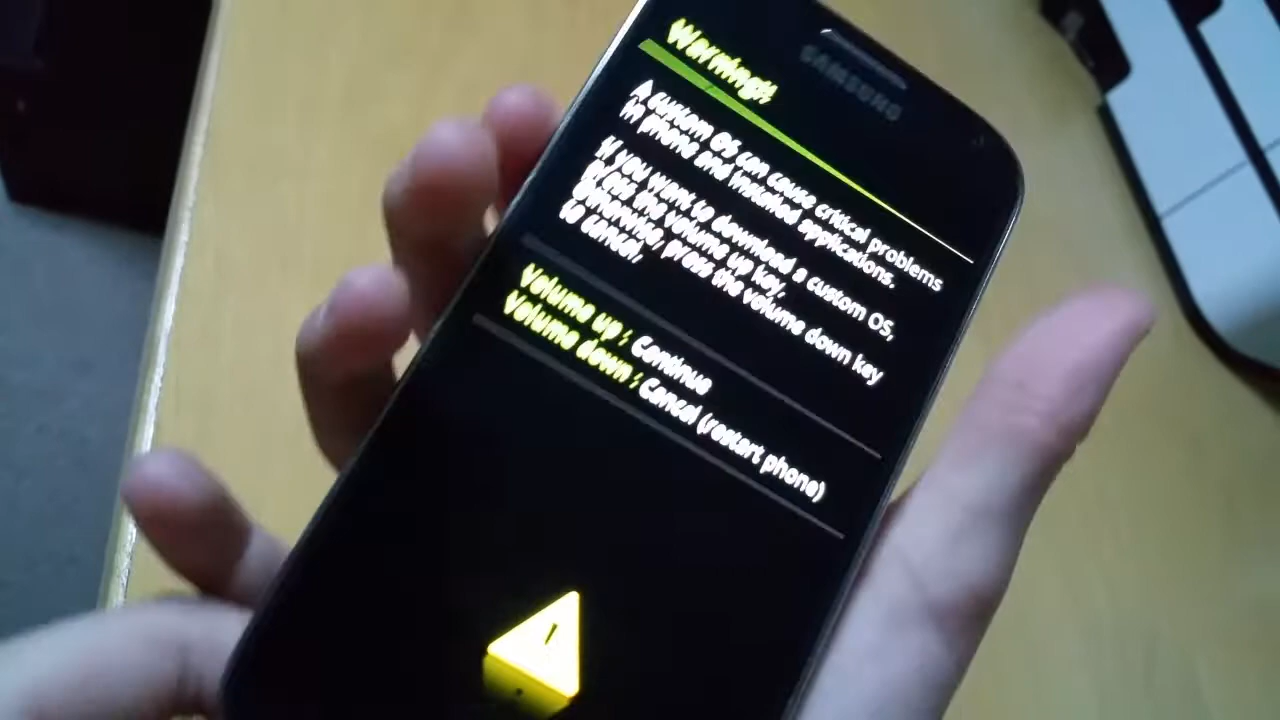 SAMSUNG
Warning!!
A custom OS can cause critical problems
in phone and installed applications.
If you want to download a custom OS,
press the volume up key.
Otherwise, press the volume down key
to cancel.
Volume up : Continue
Volume down : Cancel (restart phone)
!